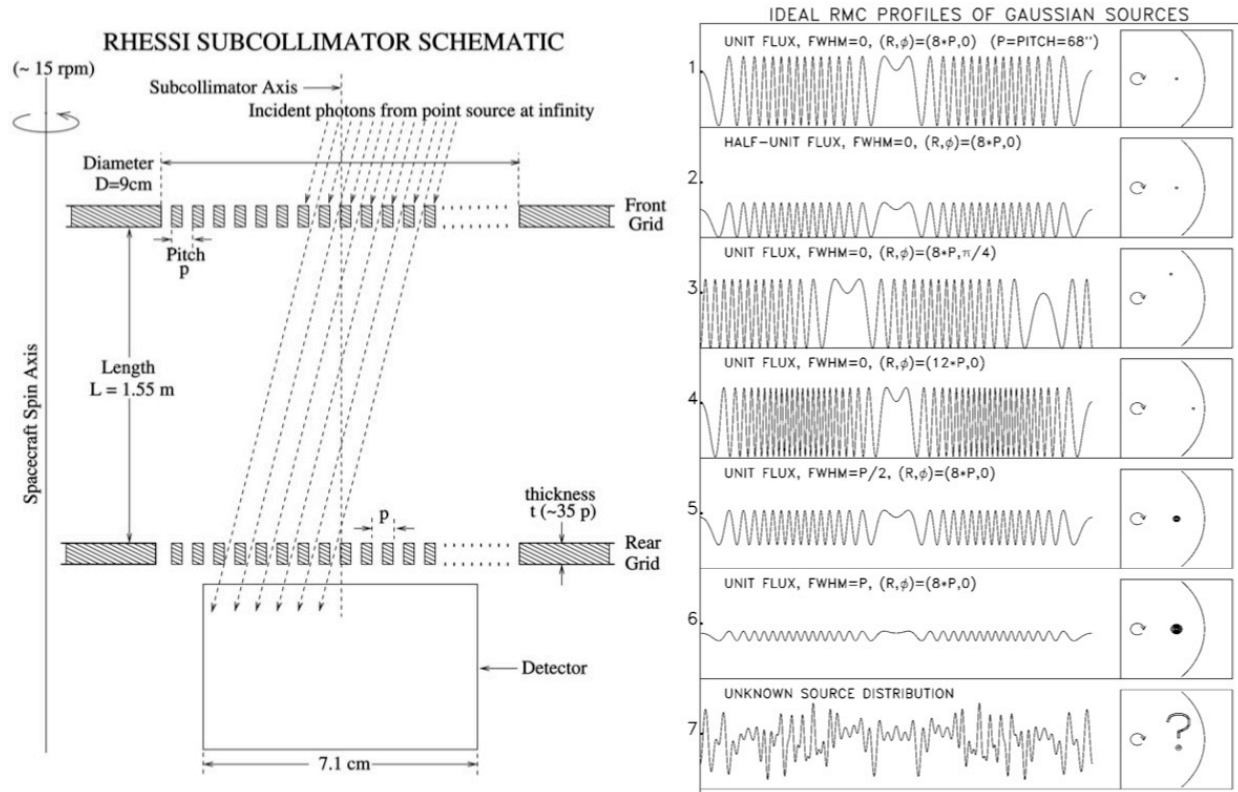 RHESSI SUBCOLLIMATOR SCHEMATIC
(~ 15 rpm)
Subcollimator Axis
Incident photons from point source at infinity
Diameter
D=9cm
Front
Grid
Pitch
p
Spacecraft Spin Axis
Length
L = 1.55 m
p
thickness
t (~35 p)
Rear
Grid
Detector
7.1 cm
IDEAL RMC PROFILES OF GAUSSIAN SOURCES
UNIT FLUX, FWHM=0, (R,ϕ)=(8*P,0) (P=PITCH=68'')
1
HALF-UNIT FLUX, FWHM=0, (R,ϕ)=(8*P,0)
2
UNIT FLUX, FWHM=0, (R,ϕ)=(8*P,π/4)
3
UNIT FLUX, FWHM=0, (R,ϕ)=(12*P,0)
4
UNIT FLUX, FWHM=P/2, (R,ϕ)=(8*P,0)
5
UNIT FLUX, FWHM=P, (R,ϕ)=(8*P,0)
6
UNKNOWN SOURCE DISTRIBUTION
7
?